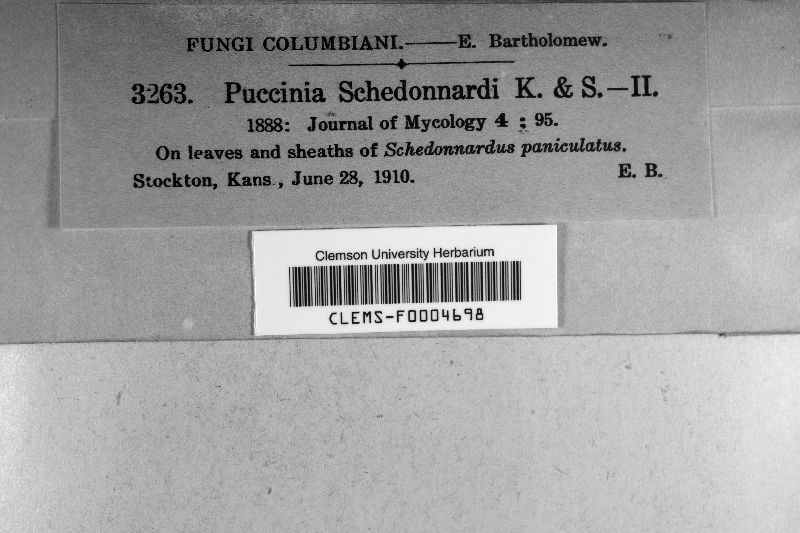 FUNGI COLUMBIANI.——E. Bartholomew.
3263. Puccinia Schedonnardi K. & S.—II.
1888: Journal of Mycology 4 : 95.
On leaves and sheaths of Schedonnardus paniculatus.
Stockton, Kans., June 28, 1910. E. B.
Clemson University Herbarium
CLEMS-F0004698